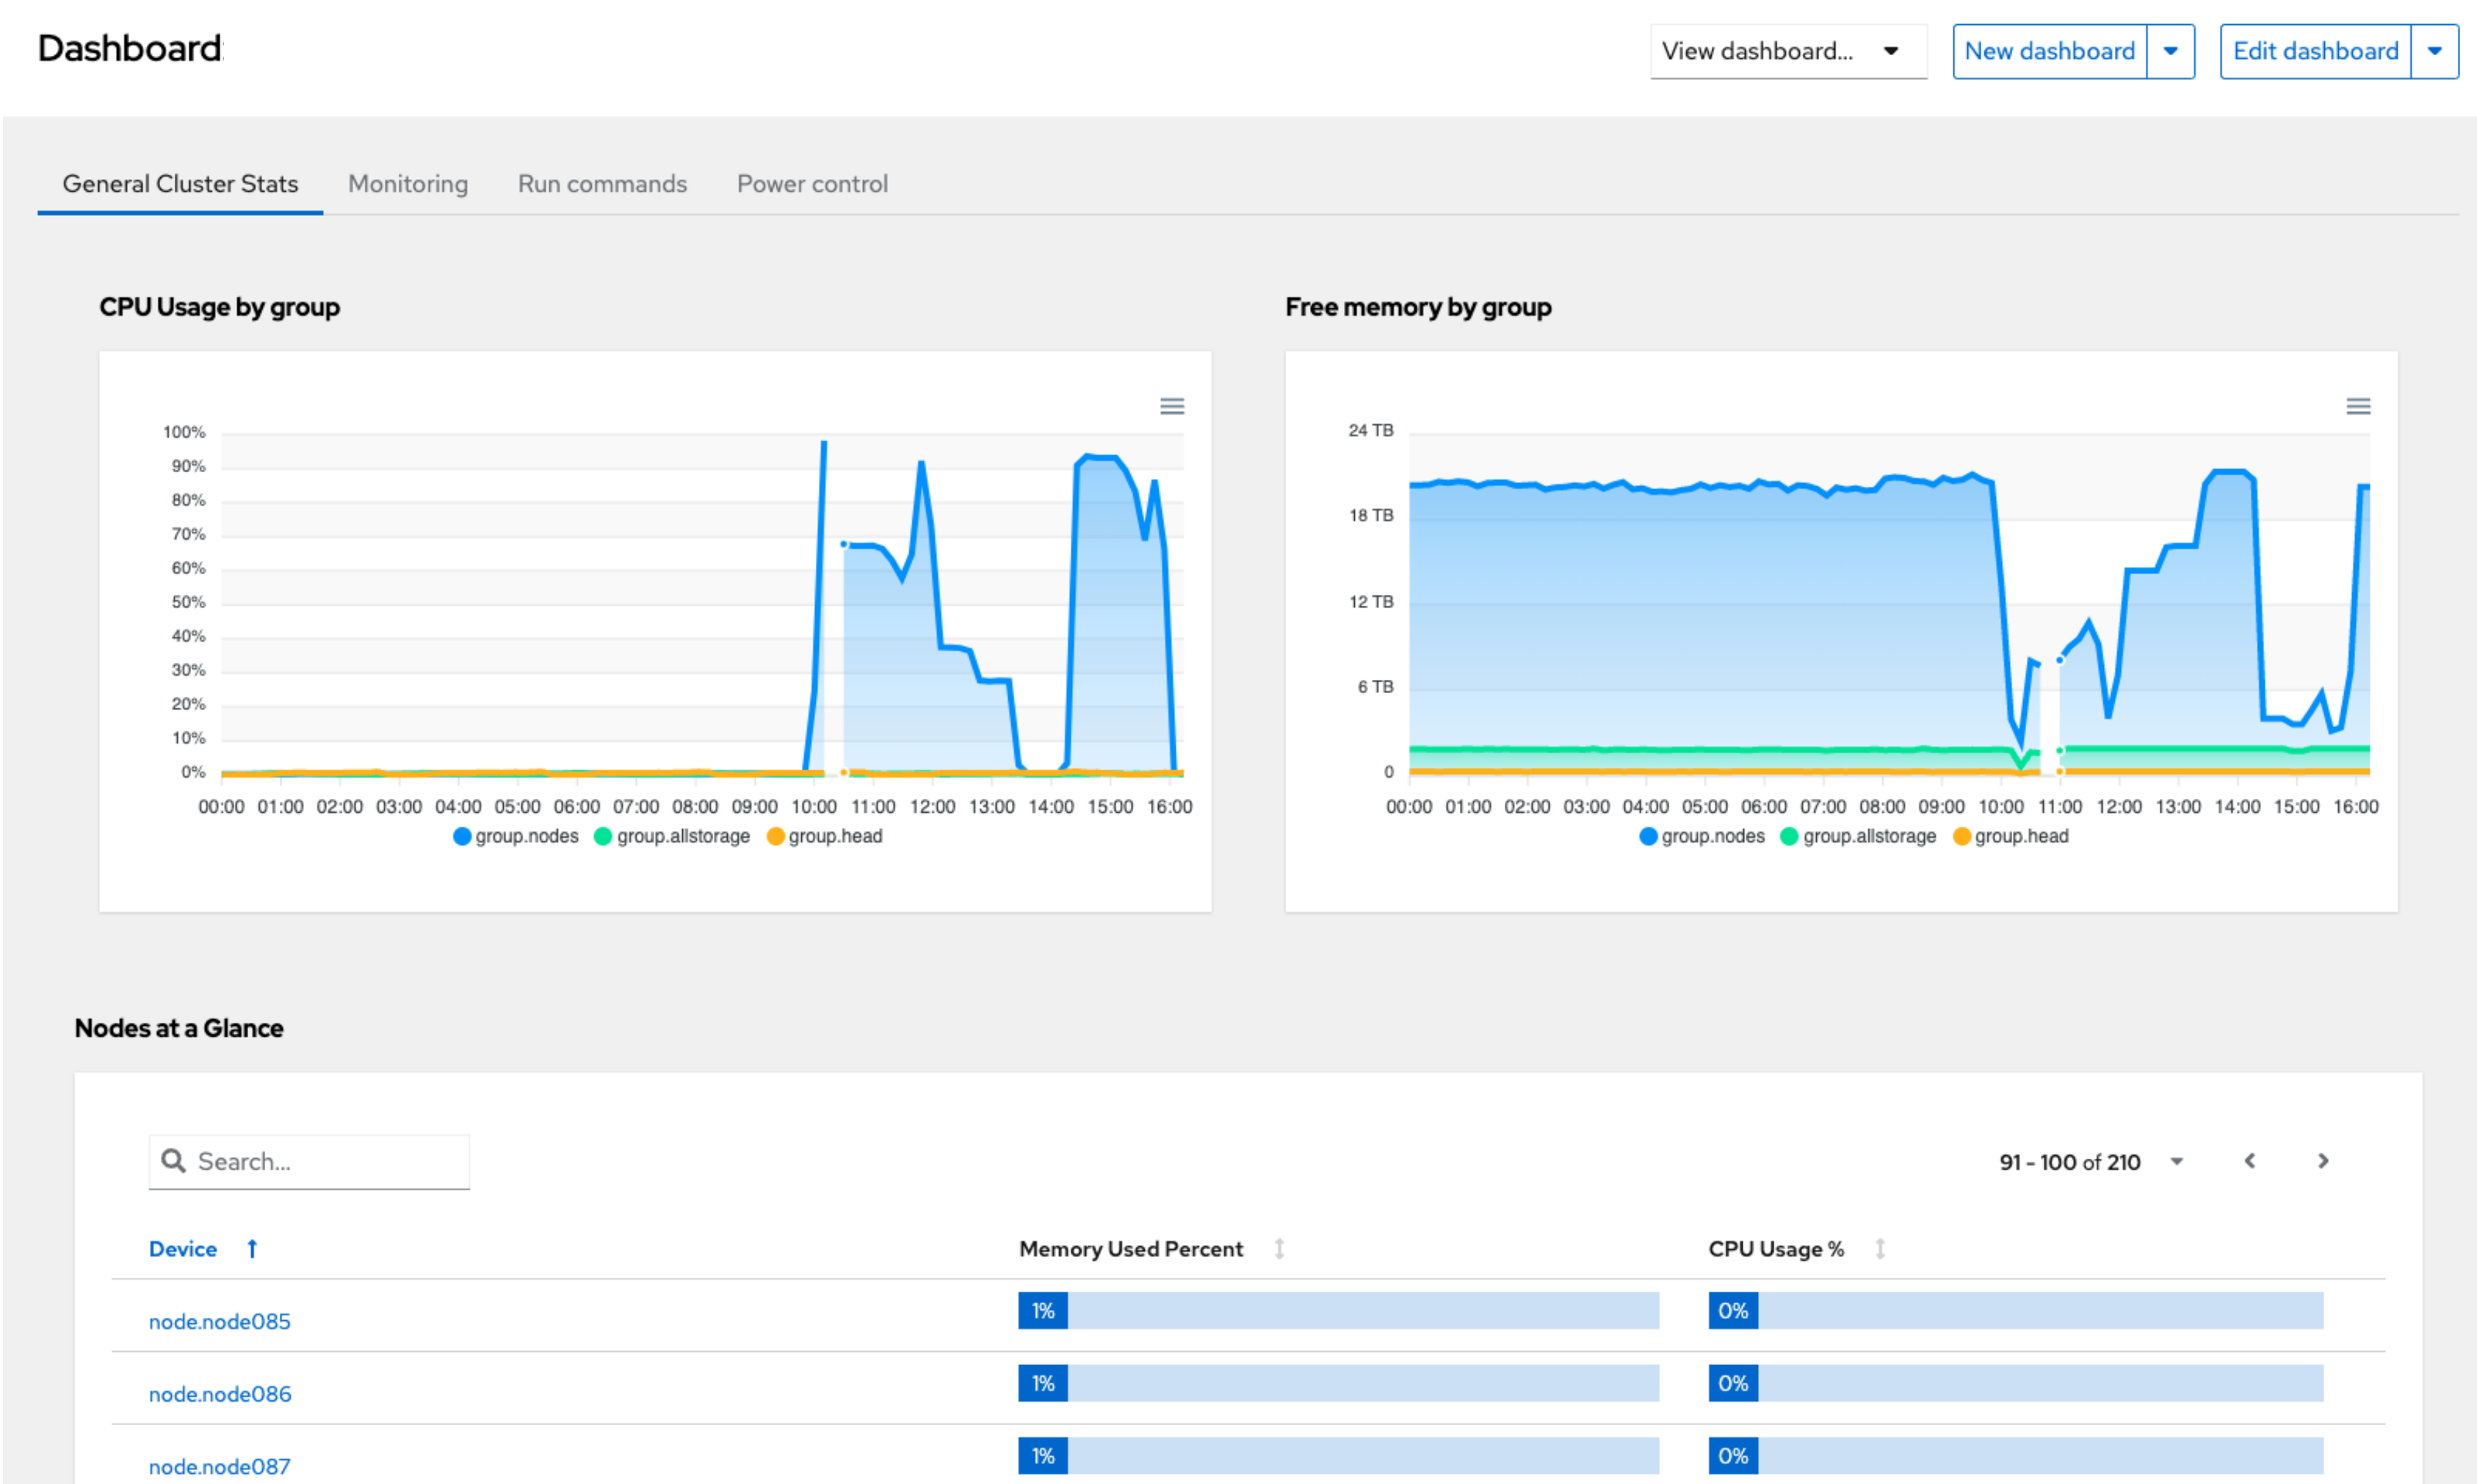 Dashboard
View dashboard...
New dashboard
Edit dashboard
General Cluster Stats Monitoring Run commands Power control
CPU Usage by group
100%
90%
80%
70%
60%
50%
40%
30%
20%
10%
0%
00:00 01:00 02:00 03:00 04:00 05:00 06:00 07:00 08:00 09:00 10:00 11:00 12:00 13:00 14:00 15:00 16:00
group.nodes group.allstorage group.head
Free memory by group
24 TB
18 TB
12 TB
6 TB
0
00:00 01:00 02:00 03:00 04:00 05:00 06:00 07:00 08:00 09:00 10:00 11:00 12:00 13:00 14:00 15:00 16:00
group.nodes group.allstorage group.head
Nodes at a Glance
Search...
91 - 100 of 210
Device Memory Used Percent CPU Usage %
node.node085 1% 0%
node.node086 1% 0%
node.node087 1% 0%